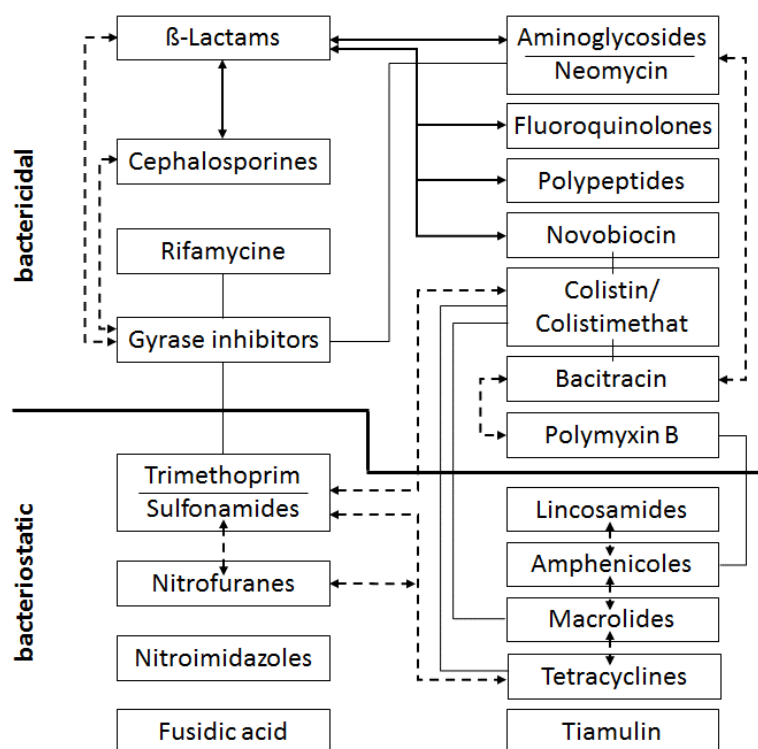 bactericidal
bacteriostatic
ß-Lactams
Cephalosporines
Rifamycine
Gyrase inhibitors
Trimethoprim
Sulfonamides
Nitrofuranes
Nitroimidazoles
Fusidic acid
Aminoglycosides
Neomycin
Fluoroquinolones
Polypeptides
Novobiocin
Colistin/
Colistimethat
Bacitracin
Polymyxin B
Lincosamides
Amphenicoles
Macrolides
Tetracyclines
Tiamulin